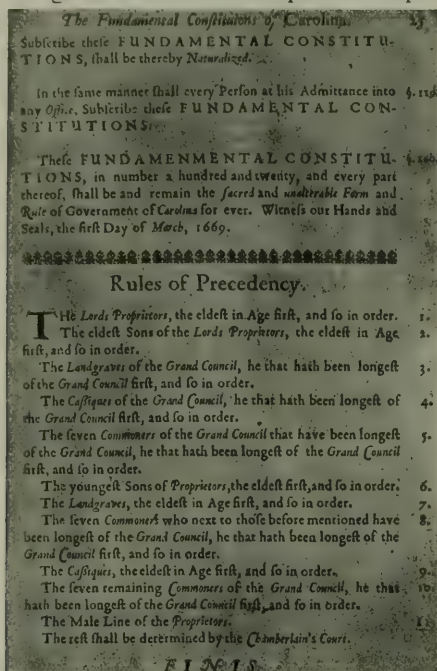 The Fundamental Constitutions of Carolina. 25
Subſcribe theſe FUNDAMENTAL CONSTITU-
TIONS, ſhall be thereby Naturalized.
In the ſame manner ſhall every Perſon at his Admittance into §. 119.
any Office, Subſcribe theſe FUNDAMENTAL CON-
STITUTIONS.
Theſe FUNDAMENMENTAL CONSTITU- §. 120.
TIONS, in number a hundred and twenty, and every part
thereof, ſhall be and remain the ſacred and unalterable Form and
Rule of Government of Carolina for ever. Witneſs our Hands and
Seals, the firſt Day of March, 1669.
Rules of Precedency.
THe Lords Proprietors, the eldeſt in Age firſt, and ſo in order. 1.
The eldeſt Sons of the Lords Proprietors, the eldeſt in Age 2.
firſt, and ſo in order.
The Landgraves of the Grand Council, he that hath been longeſt 3.
of the Grand Council firſt, and ſo in order.
The Caſſiques of the Grand Council, he that hath been longeſt of 4.
the Grand Council firſt, and ſo in order.
The ſeven Commoners of the Grand Council that have been longeſt 5.
of the Grand Council, he that hath been longeſt of the Grand Council
firſt, and ſo in order.
The youngeſt Sons of Proprietors, the eldeſt firſt, and ſo in order. 6.
The Landgraves, the eldeſt in Age firſt, and ſo in order. 7.
The ſeven Commoners who next to thoſe before mentioned have 8.
been longeſt of the Grand Council, he that hath been longeſt of the
Grand Council firſt, and ſo in order.
The Caſſiques, the eldeſt in Age firſt, and ſo in order. 9.
The ſeven remaining Commoners of the Grand Council, he that 10.
hath been longeſt of the Grand Council firſt, and ſo in order.
The Male Line of the Proprietors. 11.
The reſt ſhall be determined by the Chamberlain's Court.
FINIS.